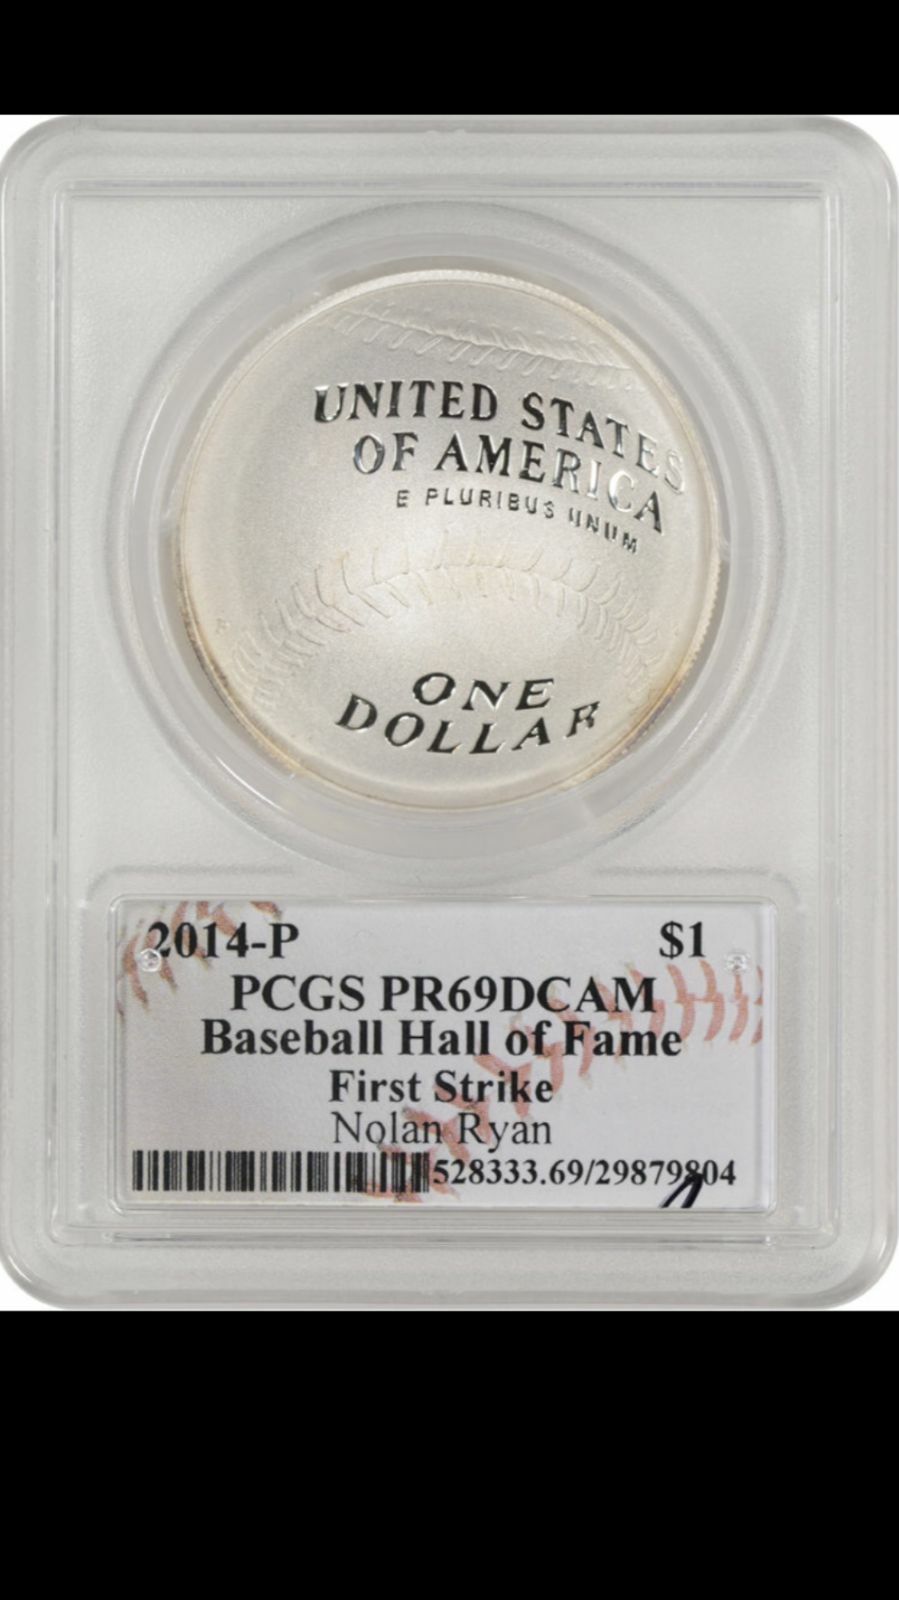 UNITED STATES
OF AMERICA
E PLURIBUS UNUM
ONE
DOLLAR
2014-P $1
PCGS PR69DCAM
Baseball Hall of Fame
First Strike
Nolan Ryan
528333.69/29879804